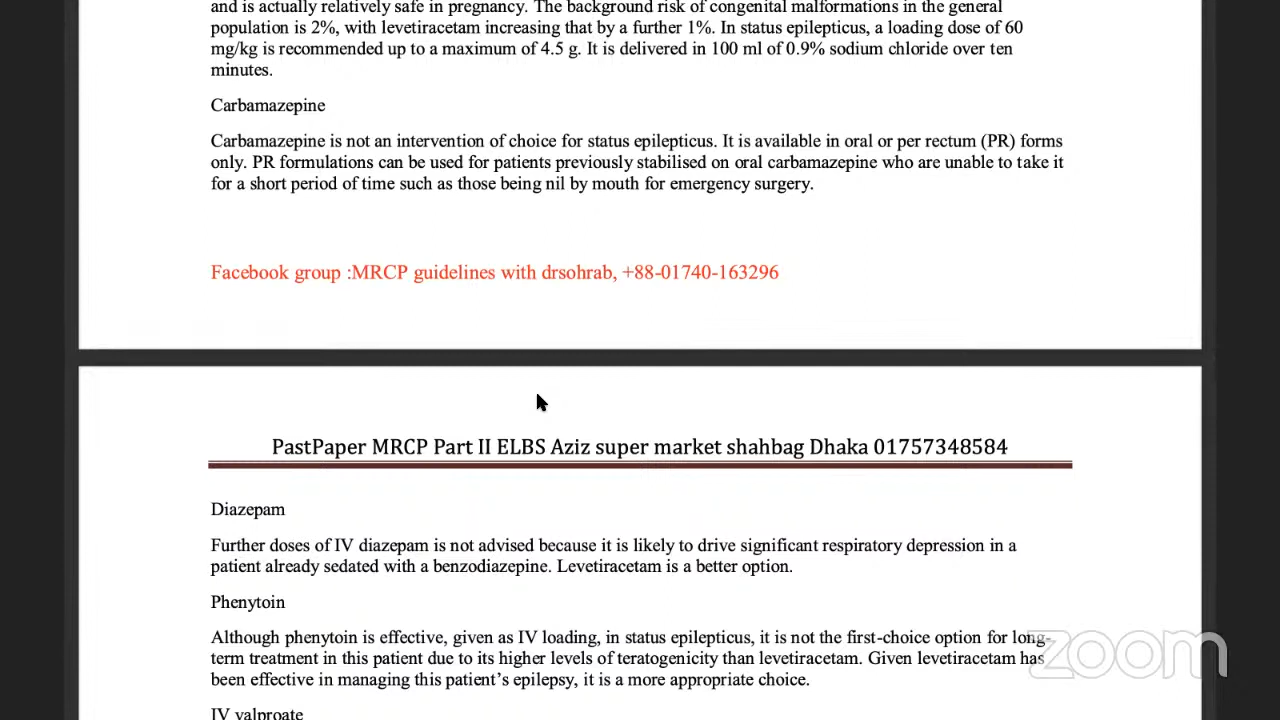 and is actually relatively safe in pregnancy. The background risk of congenital malformations in the general
population is 2%, with levetiracetam increasing that by a further 1%. In status epilepticus, a loading dose of 60
mg/kg is recommended up to a maximum of 4.5 g. It is delivered in 100 ml of 0.9% sodium chloride over ten
minutes.
Carbamazepine
Carbamazepine is not an intervention of choice for status epilepticus. It is available in oral or per rectum (PR) forms
only. PR formulations can be used for patients previously stabilised on oral carbamazepine who are unable to take it
for a short period of time such as those being nil by mouth for emergency surgery.
Facebook group :MRCP guidelines with drsohrab, +88-01740-163296
PastPaper MRCP Part II ELBS Aziz super market shahbag Dhaka 01757348584
Diazepam
Further doses of IV diazepam is not advised because it is likely to drive significant respiratory depression in a
patient already sedated with a benzodiazepine. Levetiracetam is a better option.
Phenytoin
Although phenytoin is effective, given as IV loading, in status epilepticus, it is not the first-choice option for long-
term treatment in this patient due to its higher levels of teratogenicity than levetiracetam. Given levetiracetam has
been effective in managing this patient's epilepsy, it is a more appropriate choice.
IV valproate
zoom